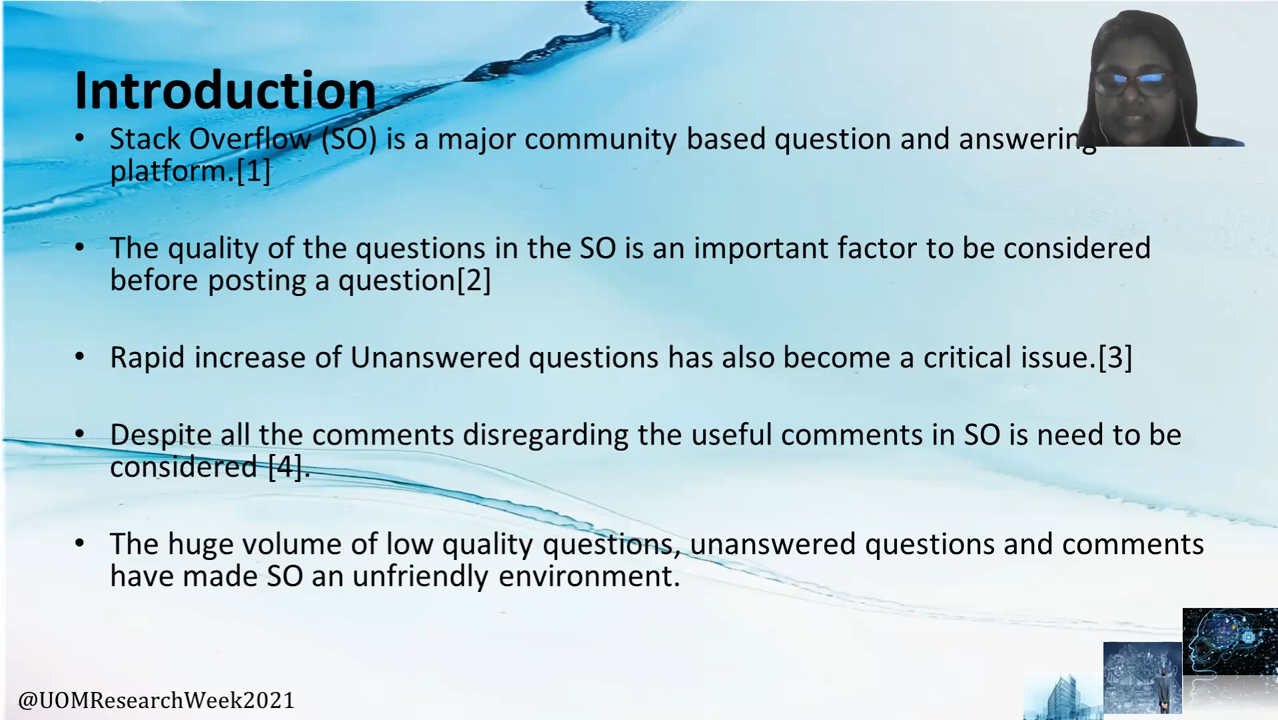 Introduction
• Stack Overflow (SO) is a major community based question and answering
platform.[1]
• The quality of the questions in the SO is an important factor to be considered
before posting a question[2]
• Rapid increase of Unanswered questions has also become a critical issue.[3]
• Despite all the comments disregarding the useful comments in SO is need to be
considered [4].
• The huge volume of low quality questions, unanswered questions and comments
have made SO an unfriendly environment.
@UOMResearchWeek2021